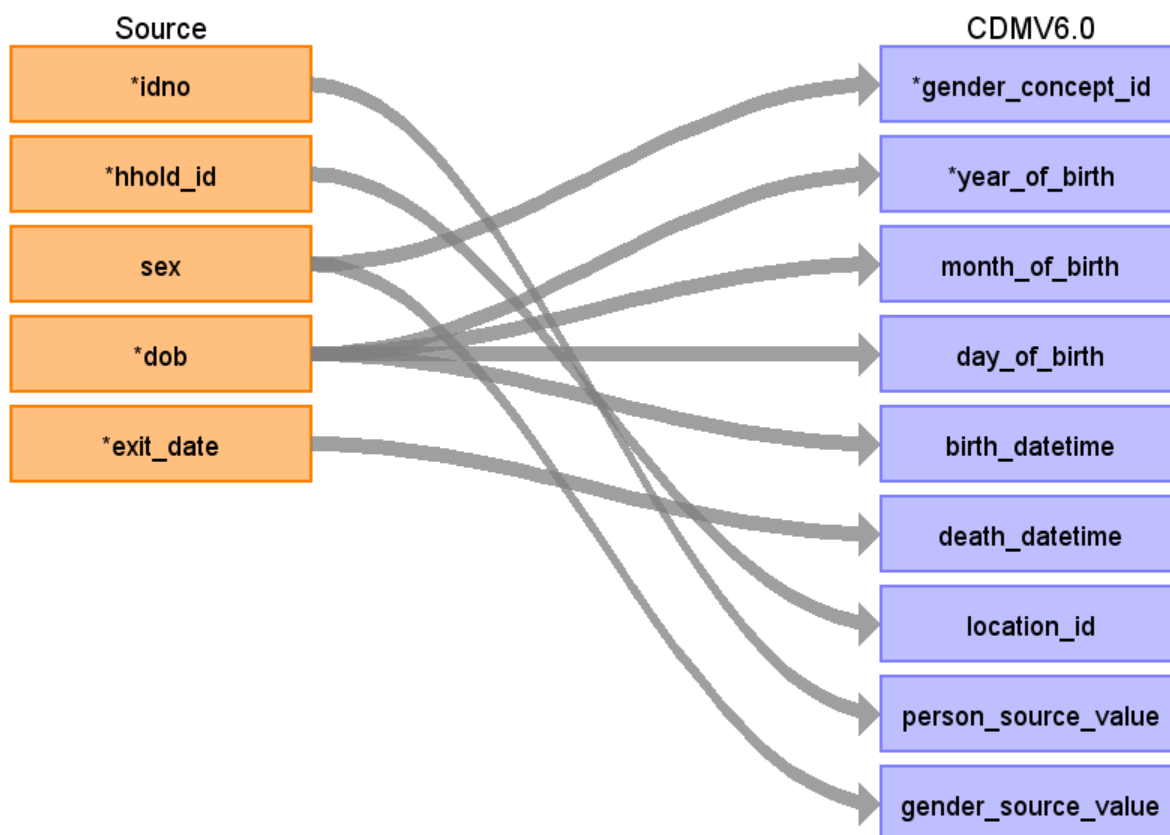 Source
*idno
*hhold_id
sex
*dob
*exit_date
CDMV6.0
*gender_concept_id
*year_of_birth
month_of_birth
day_of_birth
birth_datetime
death_datetime
location_id
person_source_value
gender_source_value